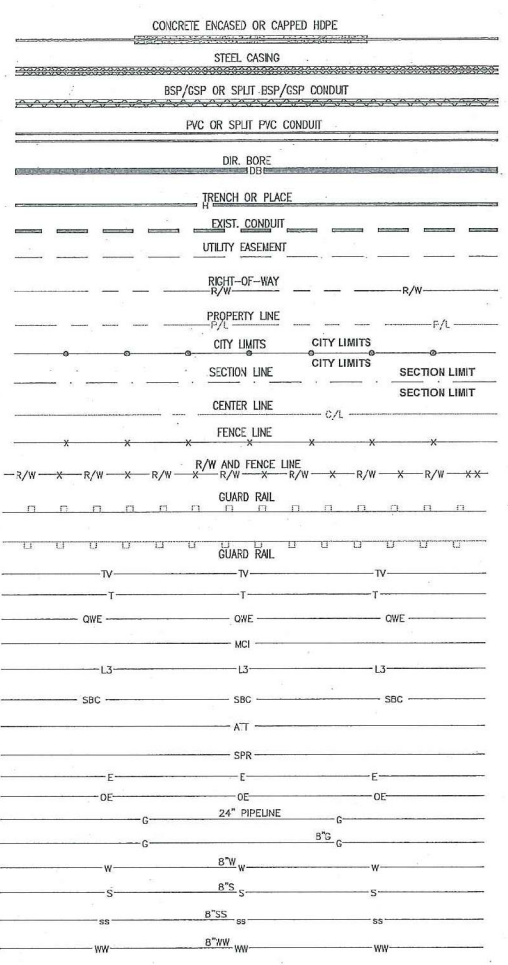 CONCRETE ENCASED OR CAPPED HDPE
STEEL CASING
BSP/GSP OR SPLIT BSP/GSP CONDUIT
PVC OR SPLIT PVC CONDUIT
DIR. BORE
DB
TRENCH OR PLACE
H
EXIST. CONDUIT
UTILITY EASEMENT
RIGHT-OF-WAY
R/W R/W
PROPERTY LINE
P/L P/L
CITY LIMITS CITY LIMITS
CITY LIMITS
SECTION LINE SECTION LIMIT
SECTION LIMIT
CENTER LINE
C/L
FENCE LINE
X X X X X X X
R/W AND FENCE LINE
R/W X R/W X R/W X R/W X R/W X R/W X R/W XX
GUARD RAIL
GUARD RAIL
TV TV TV
T T T
QWE QWE QWE
MCI
L3 L3 L3
SBC SBC SBC
ATT
SPR
E E E
OE OE OE
24" PIPELINE
G G
8"G
G G
8"W
W W W
8"S
S S S
8"SS
SS SS SS
8"WW
WW WW WW